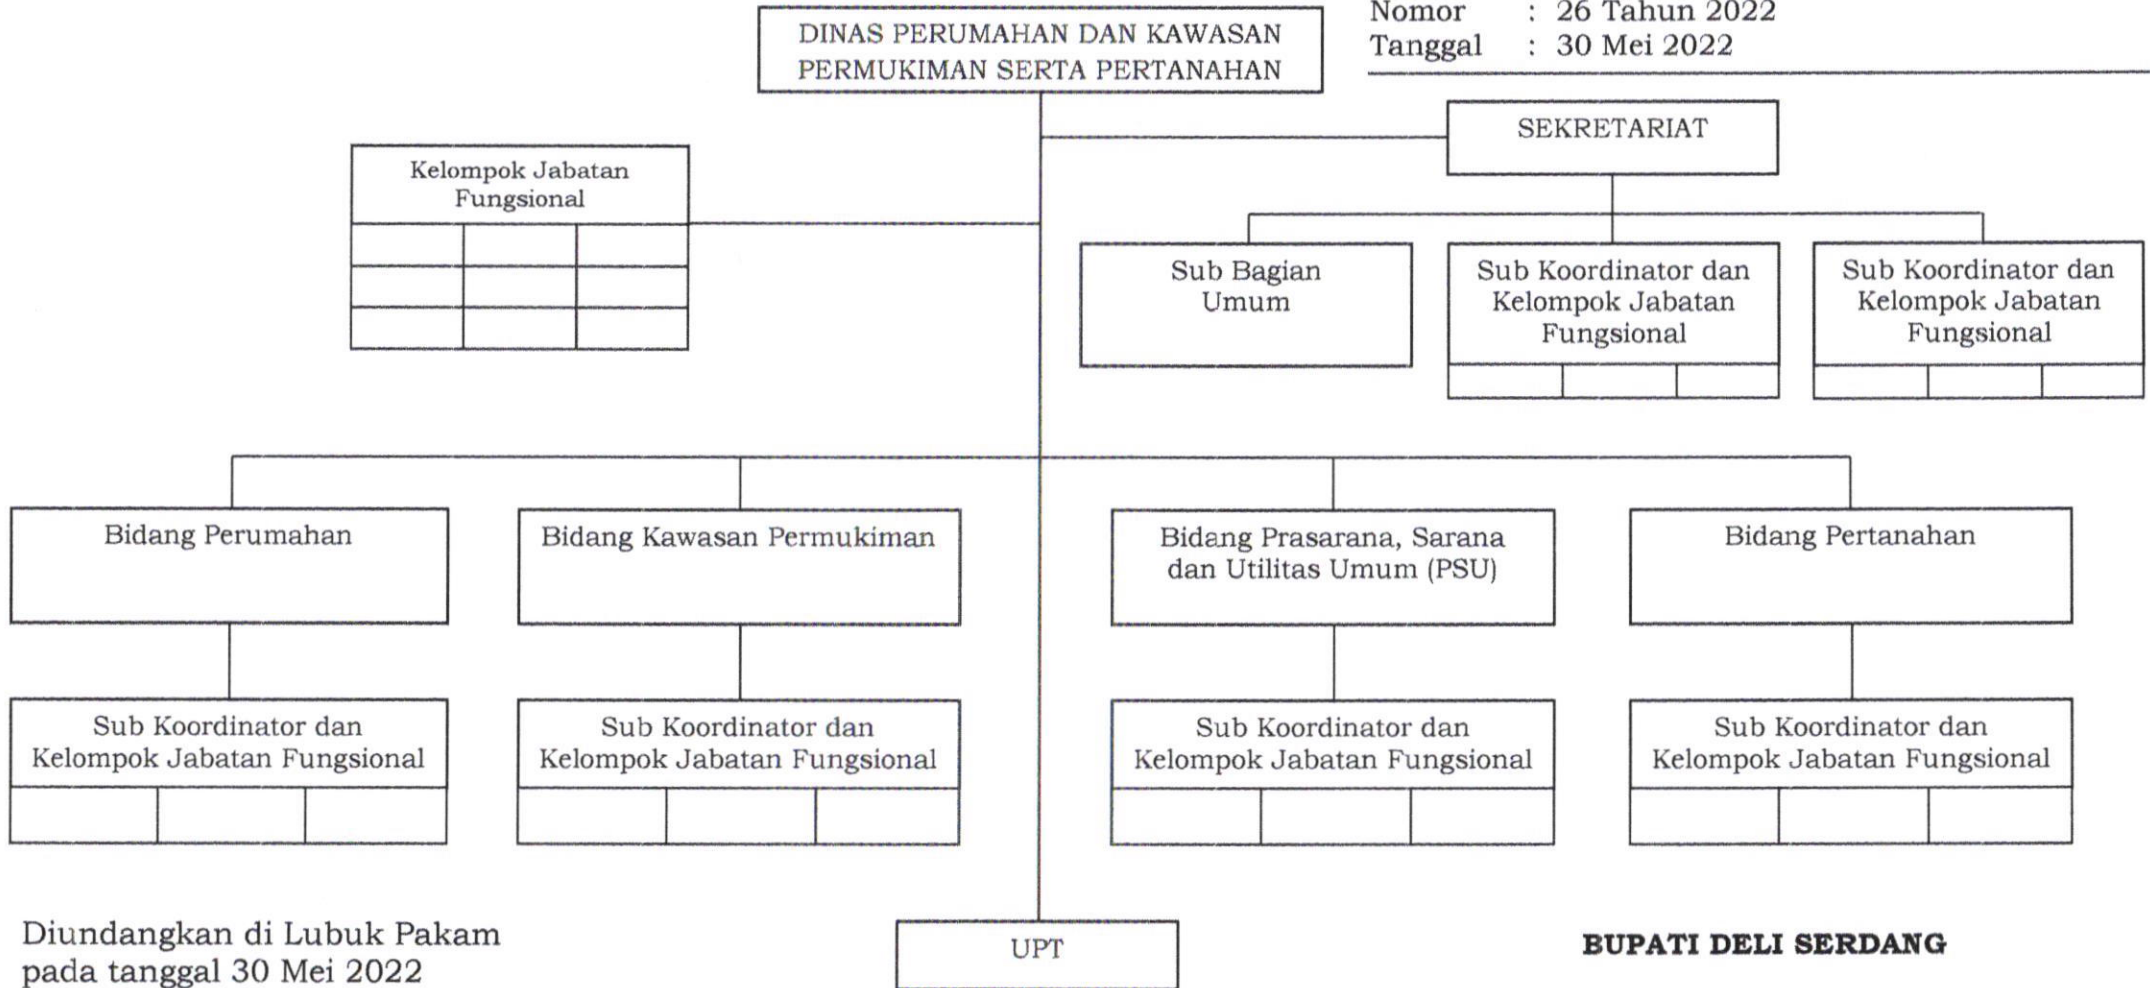 DINAS PERUMAHAN DAN KAWASAN
PERMUKIMAN SERTA PERTANAHAN
Nomor : 26 Tahun 2022
Tanggal : 30 Mei 2022
SEKRETARIAT
Kelompok Jabatan
Fungsional
Sub Bagian
Umum
Sub Koordinator dan
Kelompok Jabatan
Fungsional
Sub Koordinator dan
Kelompok Jabatan
Fungsional
Bidang Perumahan
Bidang Kawasan Permukiman
Bidang Prasarana, Sarana
dan Utilitas Umum (PSU)
Bidang Pertanahan
Sub Koordinator dan
Kelompok Jabatan Fungsional
Sub Koordinator dan
Kelompok Jabatan Fungsional
Sub Koordinator dan
Kelompok Jabatan Fungsional
Sub Koordinator dan
Kelompok Jabatan Fungsional
Diundangkan di Lubuk Pakam
pada tanggal 30 Mei 2022
UPT
BUPATI DELI SERDANG